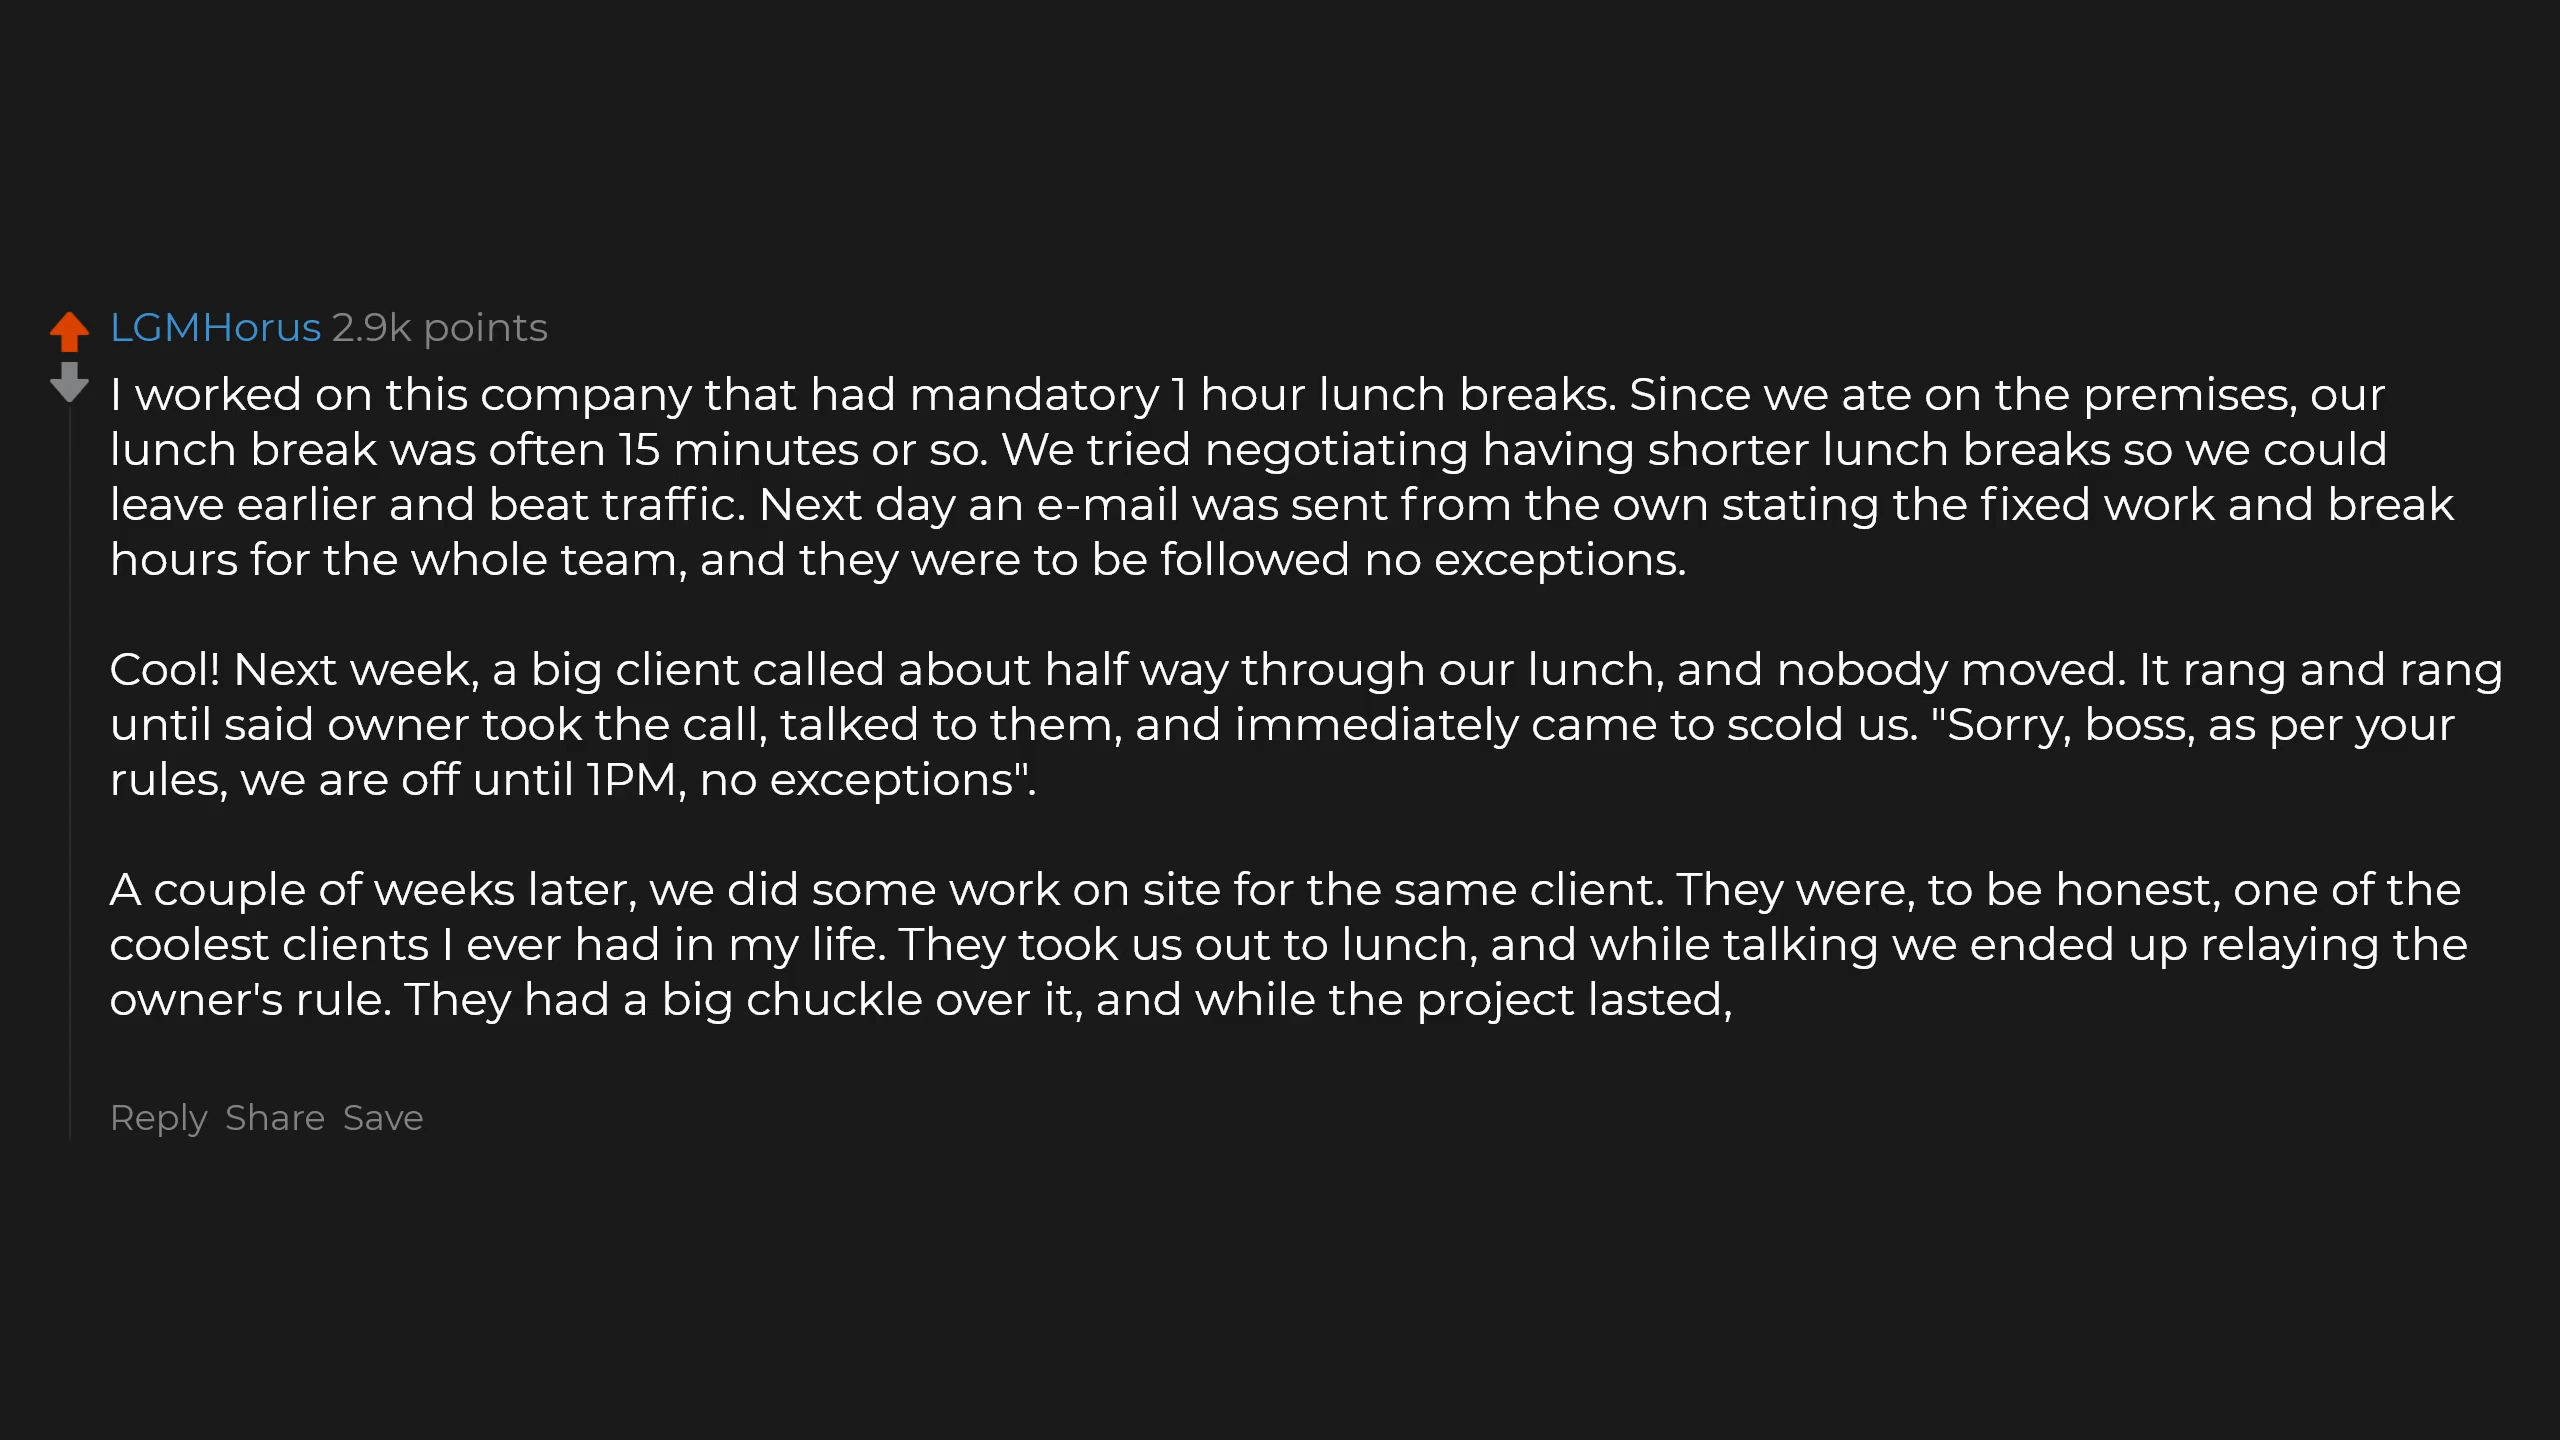 LGMHorus 2.9k points
I worked on this company that had mandatory 1 hour lunch breaks. Since we ate on the premises, our
lunch break was often 15 minutes or so. We tried negotiating having shorter lunch breaks so we could
leave earlier and beat traffic. Next day an e-mail was sent from the own stating the fixed work and break
hours for the whole team, and they were to be followed no exceptions.
Cool! Next week, a big client called about half way through our lunch, and nobody moved. It rang and rang
until said owner took the call, talked to them, and immediately came to scold us. "Sorry, boss, as per your
rules, we are off until 1PM, no exceptions".
A couple of weeks later, we did some work on site for the same client. They were, to be honest, one of the
coolest clients I ever had in my life. They took us out to lunch, and while talking we ended up relaying the
owner's rule. They had a big chuckle over it, and while the project lasted,
Reply Share Save